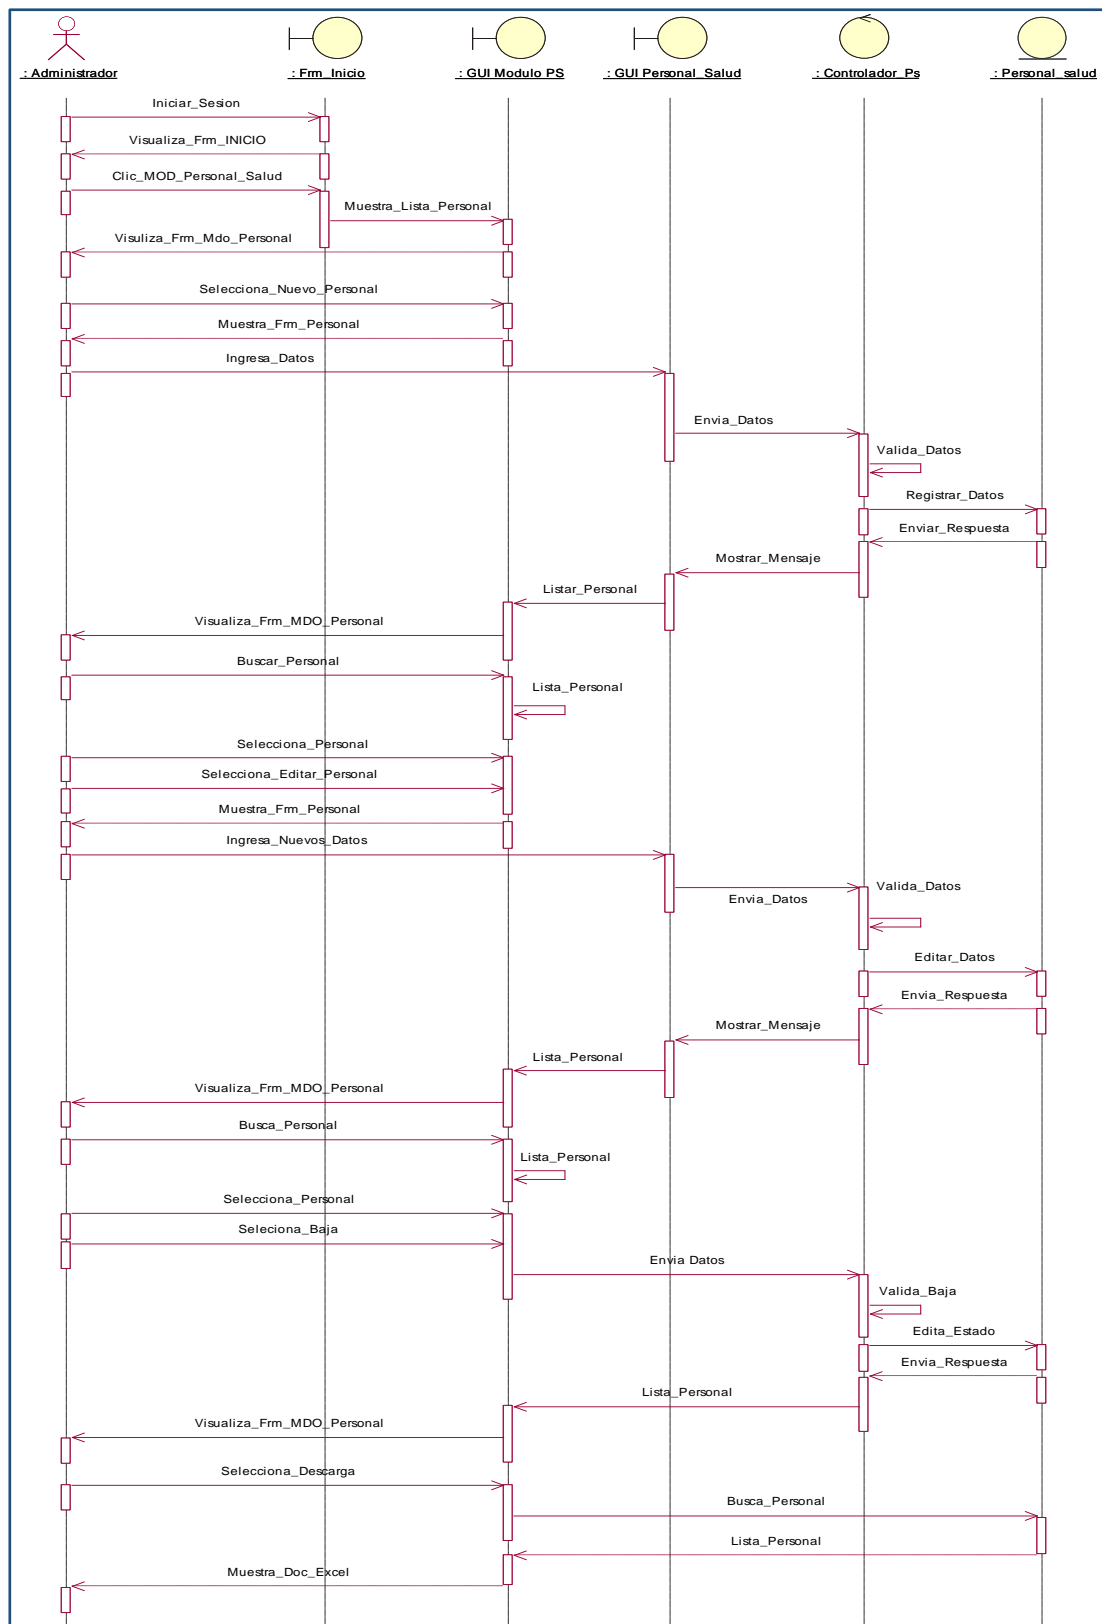 : Administrador
: Frm_Inicio
: GUI Modulo PS
: GUI Personal_Salud
: Controlador_Ps
: Personal_salud
Iniciar_Sesion
Visualiza_Frm_INICIO
Clic_MOD_Personal_Salud
Muestra_Lista_Personal
Visuliza_Frm_Mdo_Personal
Selecciona_Nuevo_Personal
Muestra_Frm_Personal
Ingresa_Datos
Envia_Datos
Valida_Datos
Registrar_Datos
Enviar_Respuesta
Mostrar_Mensaje
Listar_Personal
Visualiza_Frm_MDO_Personal
Buscar_Personal
Lista_Personal
Selecciona_Personal
Selecciona_Editar_Personal
Muestra_Frm_Personal
Ingresa_Nuevos_Datos
Envia_Datos
Valida_Datos
Editar_Datos
Envia_Respuesta
Mostrar_Mensaje
Lista_Personal
Visualiza_Frm_MDO_Personal
Busca_Personal
Lista_Personal
Selecciona_Personal
Seleciona_Baja
Envia Datos
Valida_Baja
Edita_Estado
Envia_Respuesta
Lista_Personal
Visualiza_Frm_MDO_Personal
Selecciona_Descarga
Busca_Personal
Lista_Personal
Muestra_Doc_Excel